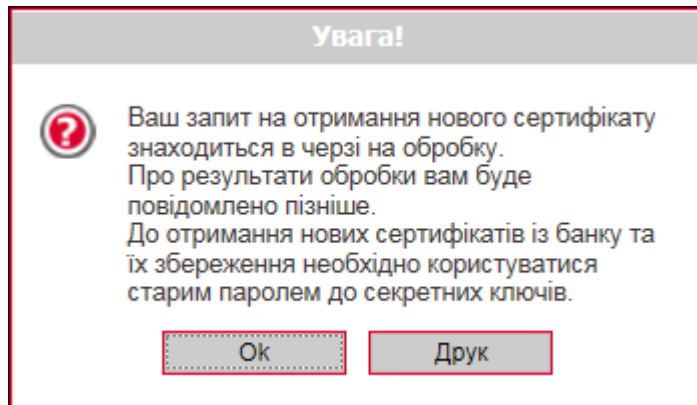 Увага!
Ваш запит на отримання нового сертифікату
знаходиться в черзі на обробку.
Про результати обробки вам буде
повідомлено пізніше.
До отримання нових сертифікатів із банку та
їх збереження необхідно користуватися
старим паролем до секретних ключів.
Ok
Друк